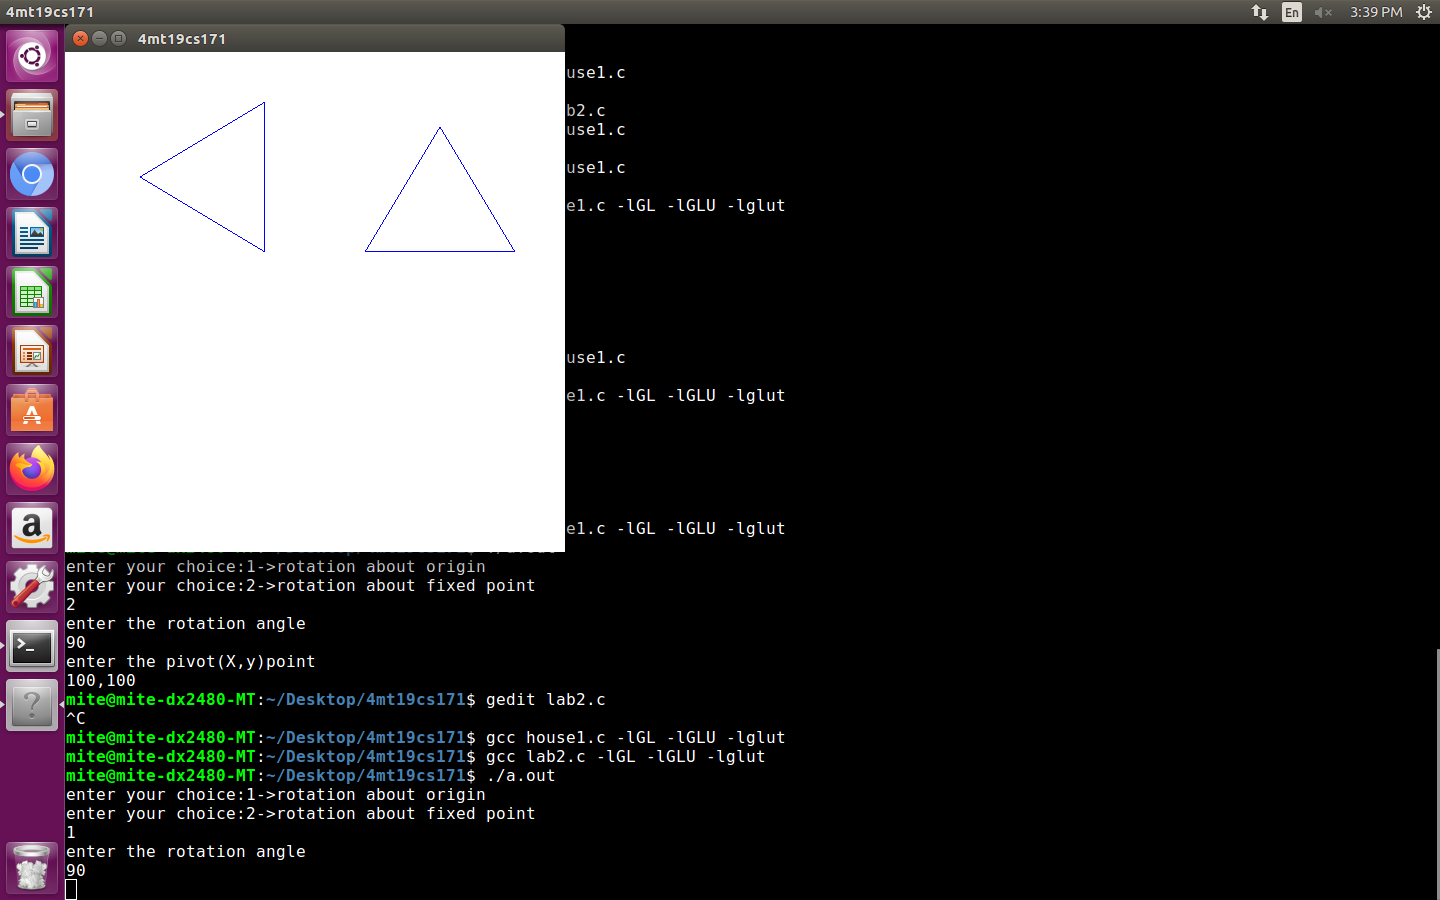 4mt19cs171
En
3:39 PM
4mt19cs171
use1.c
b2.c
use1.c
use1.c
e1.c -lGL -lGLU -lglut
use1.c
e1.c -lGL -lGLU -lglut
e1.c -lGL -lGLU -lglut
enter your choice:1->rotation about origin
enter your choice:2->rotation about fixed point
2
enter the rotation angle
90
enter the pivot(X,y)point
100,100
mite@mite-dx2480-MT:~/Desktop/4mt19cs171$ gedit lab2.c
^C
mite@mite-dx2480-MT:~/Desktop/4mt19cs171$ gcc house1.c -lGL -lGLU -lglut
mite@mite-dx2480-MT:~/Desktop/4mt19cs171$ gcc lab2.c -lGL -lGLU -lglut
mite@mite-dx2480-MT:~/Desktop/4mt19cs171$ ./a.out
enter your choice:1->rotation about origin
enter your choice:2->rotation about fixed point
1
enter the rotation angle
90